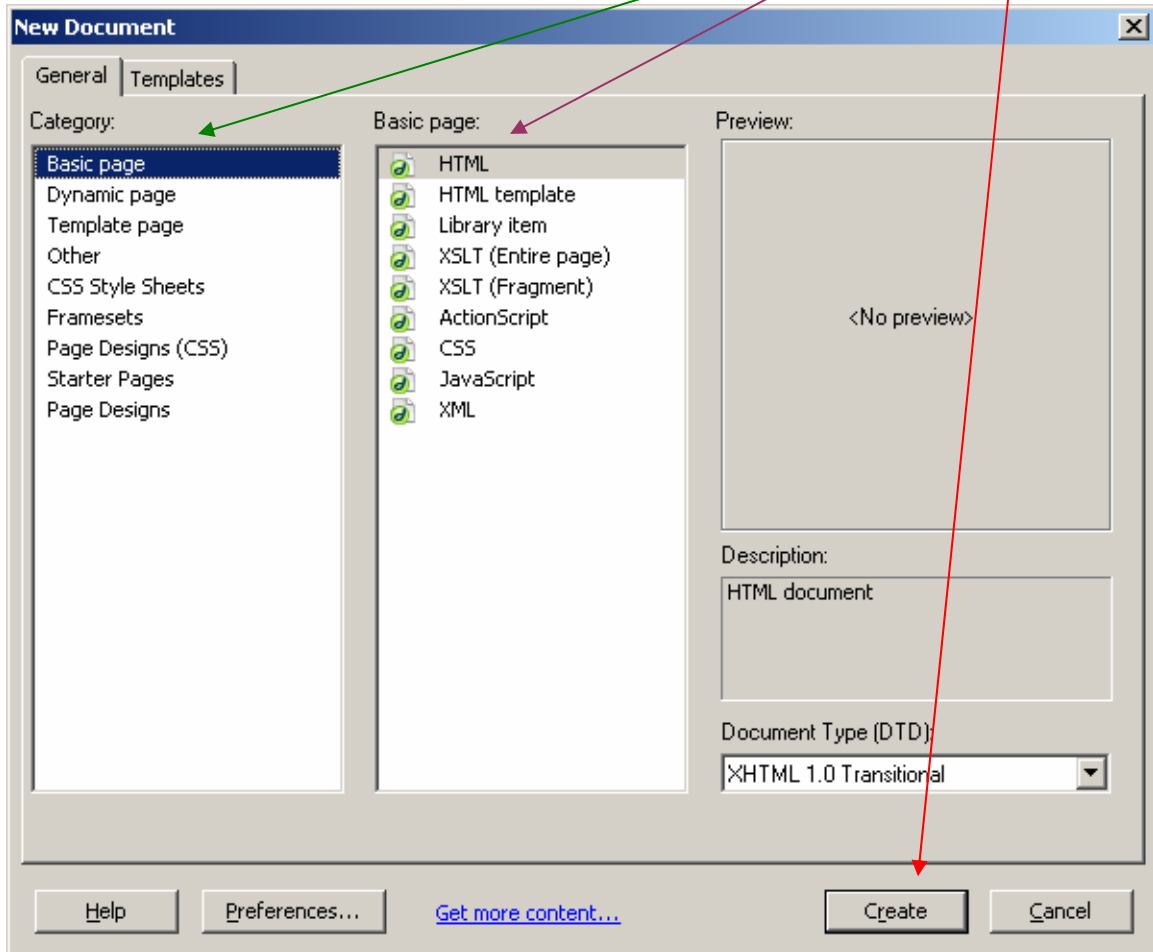 New Document
General
Templates
Category:
Basic page
Dynamic page
Template page
Other
CSS Style Sheets
Framesets
Page Designs (CSS)
Starter Pages
Page Designs
Basic page:
HTML
HTML template
Library item
XSLT (Entire page)
XSLT (Fragment)
ActionScript
CSS
JavaScript
XML
Preview:
<No preview>
Description:
HTML document
Document Type (DTD):
XHTML 1.0 Transitional
Help
Preferences...
Get more content...
Create
Cancel